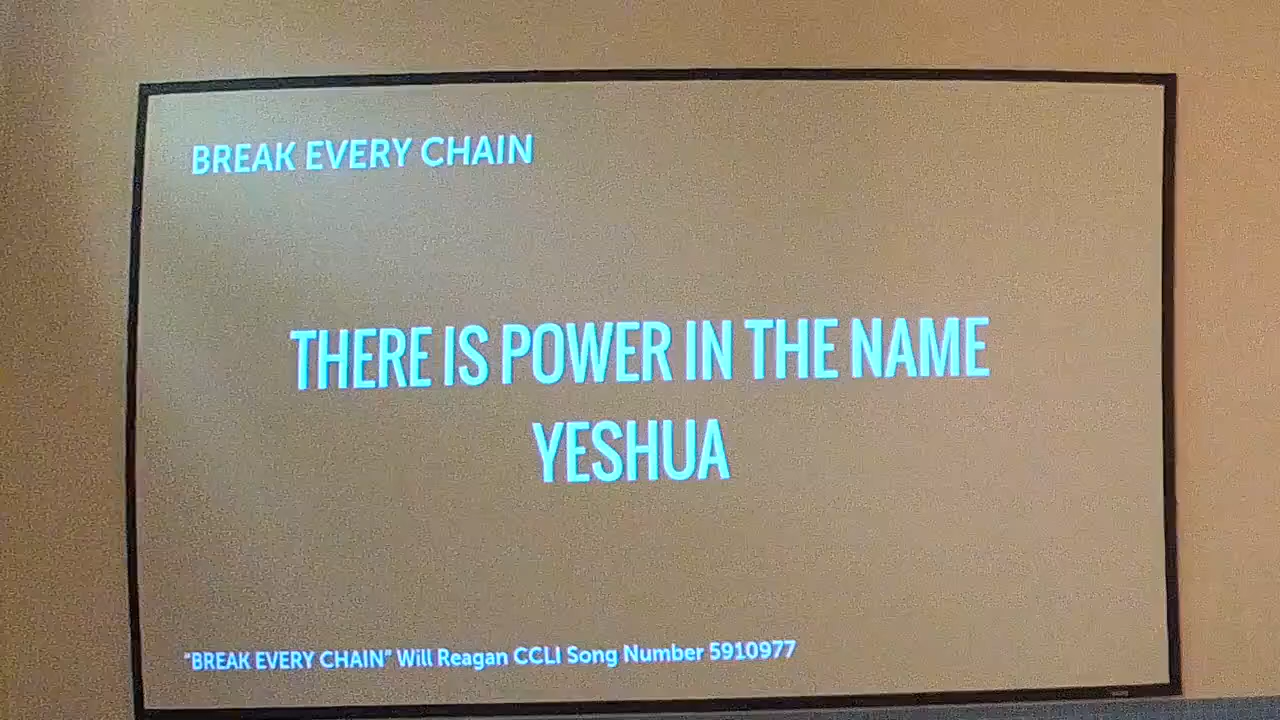 BREAK EVERY CHAIN
THERE IS POWER IN THE NAME
YESHUA
"BREAK EVERY CHAIN" Will Reagan CCLI Song Number 5910977